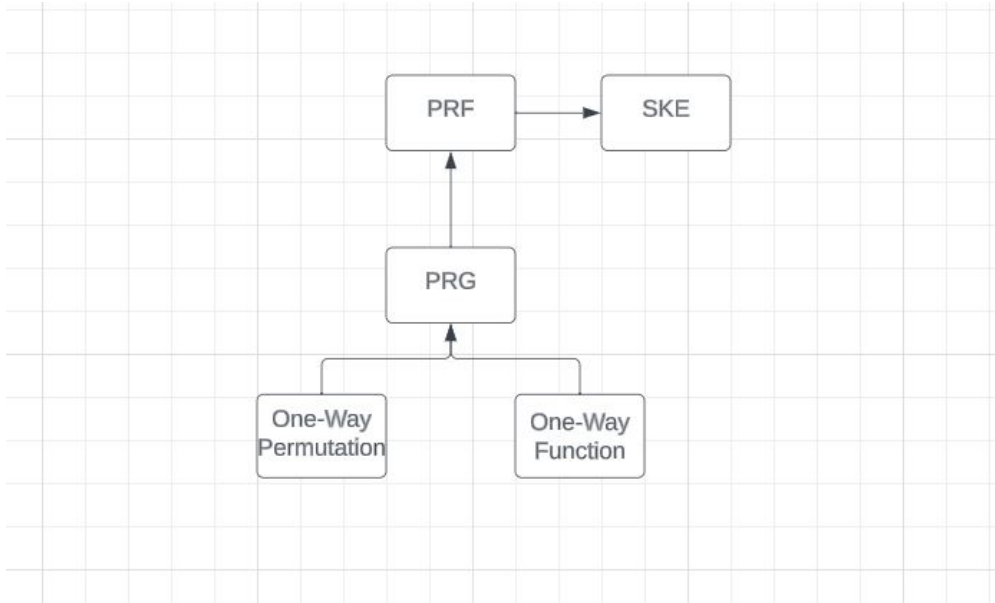 PRF
SKE
PRG
One-Way
Permutation
One-Way
Function